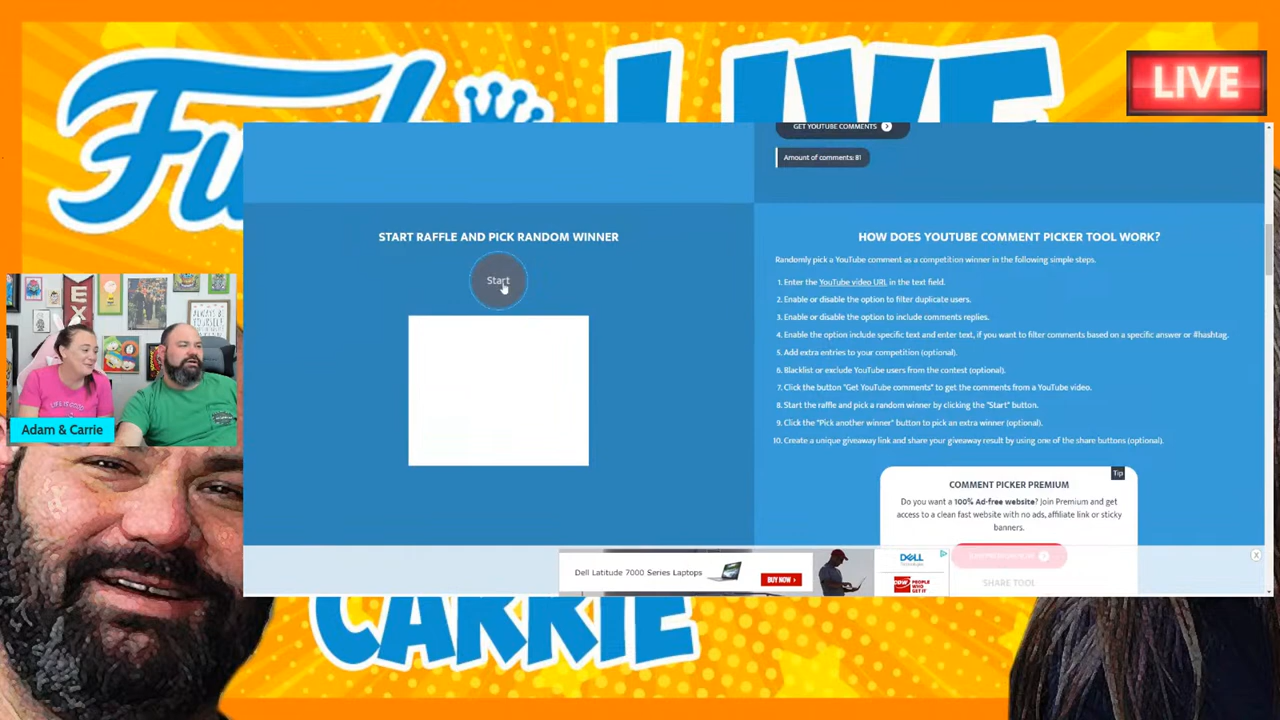 LIVE
LIVE
GET YOUTUBE COMMENTS
Amount of comments: 81
START RAFFLE AND PICK RANDOM WINNER
Start
HOW DOES YOUTUBE COMMENT PICKER TOOL WORK?
Randomly pick a YouTube comment as a competition winner in the following simple steps.
1. Enter the YouTube video URL in the text field.
2. Enable or disable the option to filter duplicate users.
3. Enable or disable the option to include comments replies.
4. Enable the option include specific text and enter text, if you want to filter comments based on a specific answer or #hashtag.
5. Add extra entries to your competition (optional).
6. Blacklist or exclude YouTube users from the contest (optional).
7. Click the button "Get YouTube comments" to get the comments from a YouTube video.
8. Start the raffle and pick a random winner by clicking the "Start" button.
9. Click the "Pick another winner" button to pick an extra winner (optional).
10. Create a unique giveaway link and share your giveaway result by using one of the share buttons (optional).
Tip
COMMENT PICKER PREMIUM
Do you want a 100% Ad-free website? Join Premium and get
access to a clean fast website with no ads, affiliate link or sticky
banners.
SHARE TOOL
Dell Latitude 7000 Series Laptops
BUY NOW
DELL
Technologies
CDW PEOPLE
WHO
GET IT
X
Adam & Carrie
CARRIE